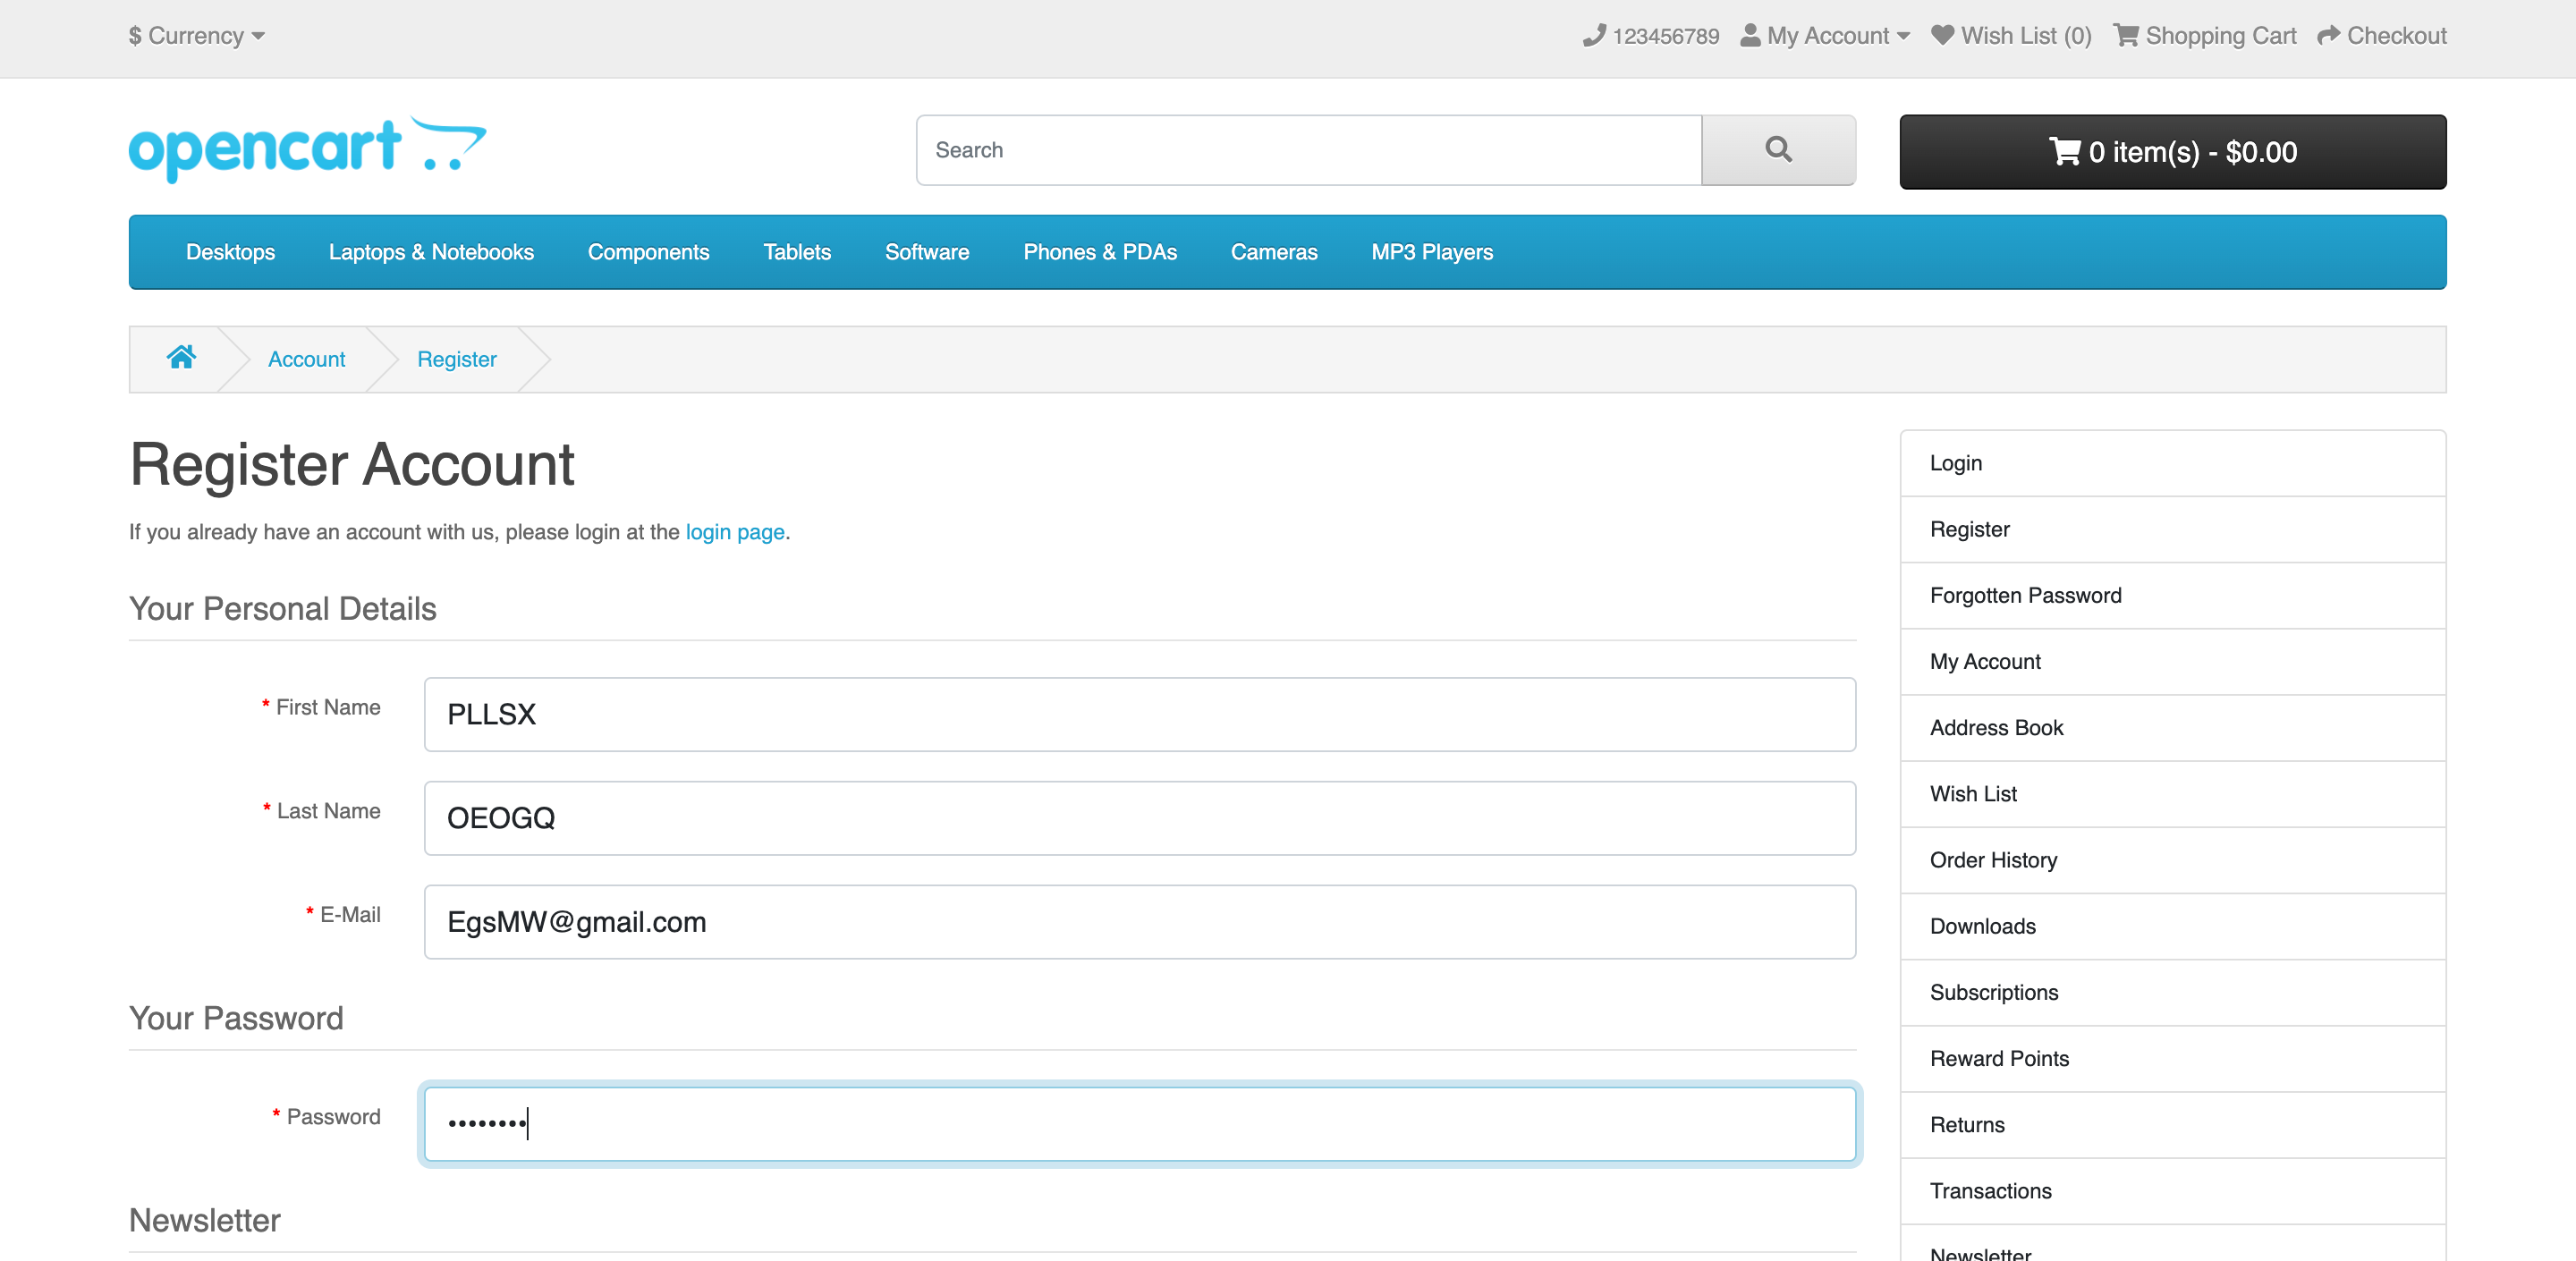 $ Currency
123456789 My Account Wish List (0) Shopping Cart Checkout
opencart
Search
0 item(s) - $0.00
Desktops Laptops & Notebooks Components Tablets Software Phones & PDAs Cameras MP3 Players
Account Register
Register Account
If you already have an account with us, please login at the login page.
Your Personal Details
* First Name PLLSX
* Last Name OEOGQ
* E-Mail EgsMW@gmail.com
Your Password
* Password ••••••••
Newsletter
Login
Register
Forgotten Password
My Account
Address Book
Wish List
Order History
Downloads
Subscriptions
Reward Points
Returns
Transactions
Newsletter